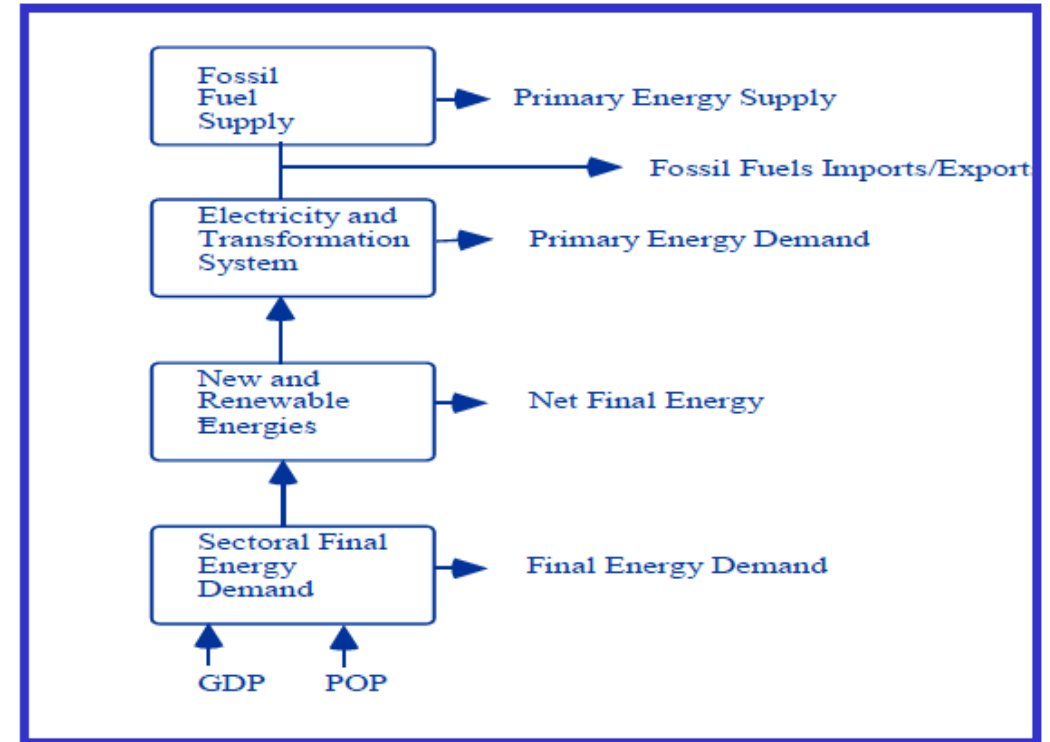 Fossil
Fuel
Supply
Primary Energy Supply
Fossil Fuels Imports/Export
Electricity and
Transformation
System
Primary Energy Demand
New and
Renewable
Energies
Net Final Energy
Sectoral Final
Energy
Demand
Final Energy Demand
GDP
POP